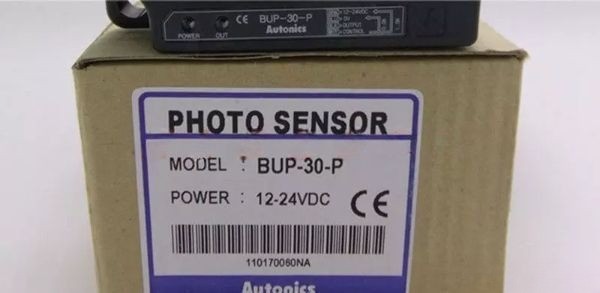 CE BUP-30-P
POWER OUT Autonics
12-24VDC
0V
OUTPUT
CONTROL
PHOTO SENSOR
MODEL : BUP-30-P
POWER : 12-24VDC CE
110170060NA
Autonics